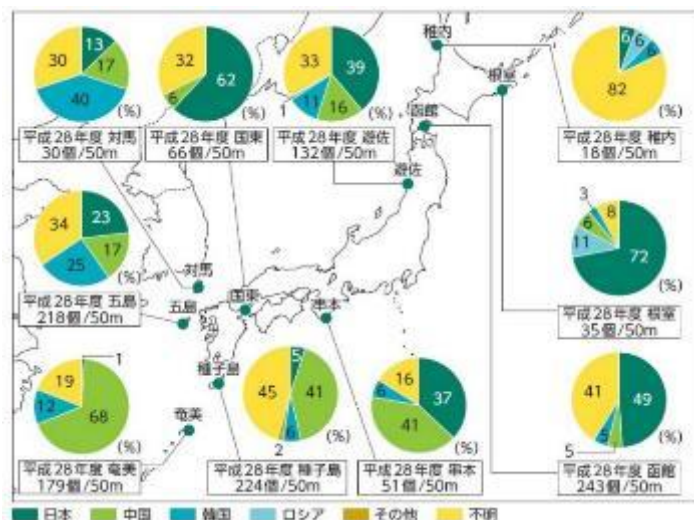 30
13
17
40
(%)
平成28年度 対馬
30個/50m
32
62
6
(%)
平成28年度 国東
66個/50m
33
39
1
11
16
(%)
平成28年度 遊佐
132個/50m
稚内
根室
函館
遊佐
6
6
6
82
(%)
平成28年度 稚内
18個/50m
34
23
17
25
(%)
平成28年度 五島
218個/50m
対馬
五島
国東
串本
種子島
奄美
3
8
6
11
72
(%)
平成28年度 根室
35個/50m
1
19
12
68
(%)
平成28年度 奄美
179個/50m
5
45
41
6
2
(%)
平成28年度 種子島
224個/50m
16
37
6
41
(%)
平成28年度 串本
51個/50m
41
49
5
5
(%)
平成28年度 函館
243個/50m
日本 中国 韓国 ロシア その他 不明